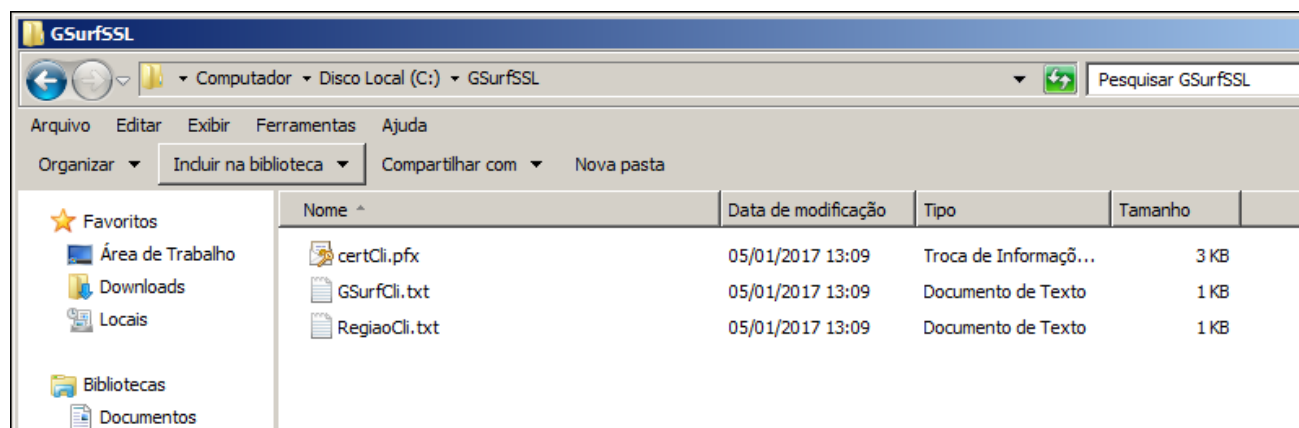 GSurfSSL
Computador Disco Local (C:) GSurfSSL Pesquisar GSurfSSL
Arquivo Editar Exibir Ferramentas Ajuda
Organizar Incluir na biblioteca Compartilhar com Nova pasta
Favoritos
Área de Trabalho
Downloads
Locais
Bibliotecas
Documentos
Nome Data de modificação Tipo Tamanho
certCli.pfx 05/01/2017 13:09 Troca de Informaçõ... 3 KB
GSurfCli.txt 05/01/2017 13:09 Documento de Texto 1 KB
RegiaoCli.txt 05/01/2017 13:09 Documento de Texto 1 KB